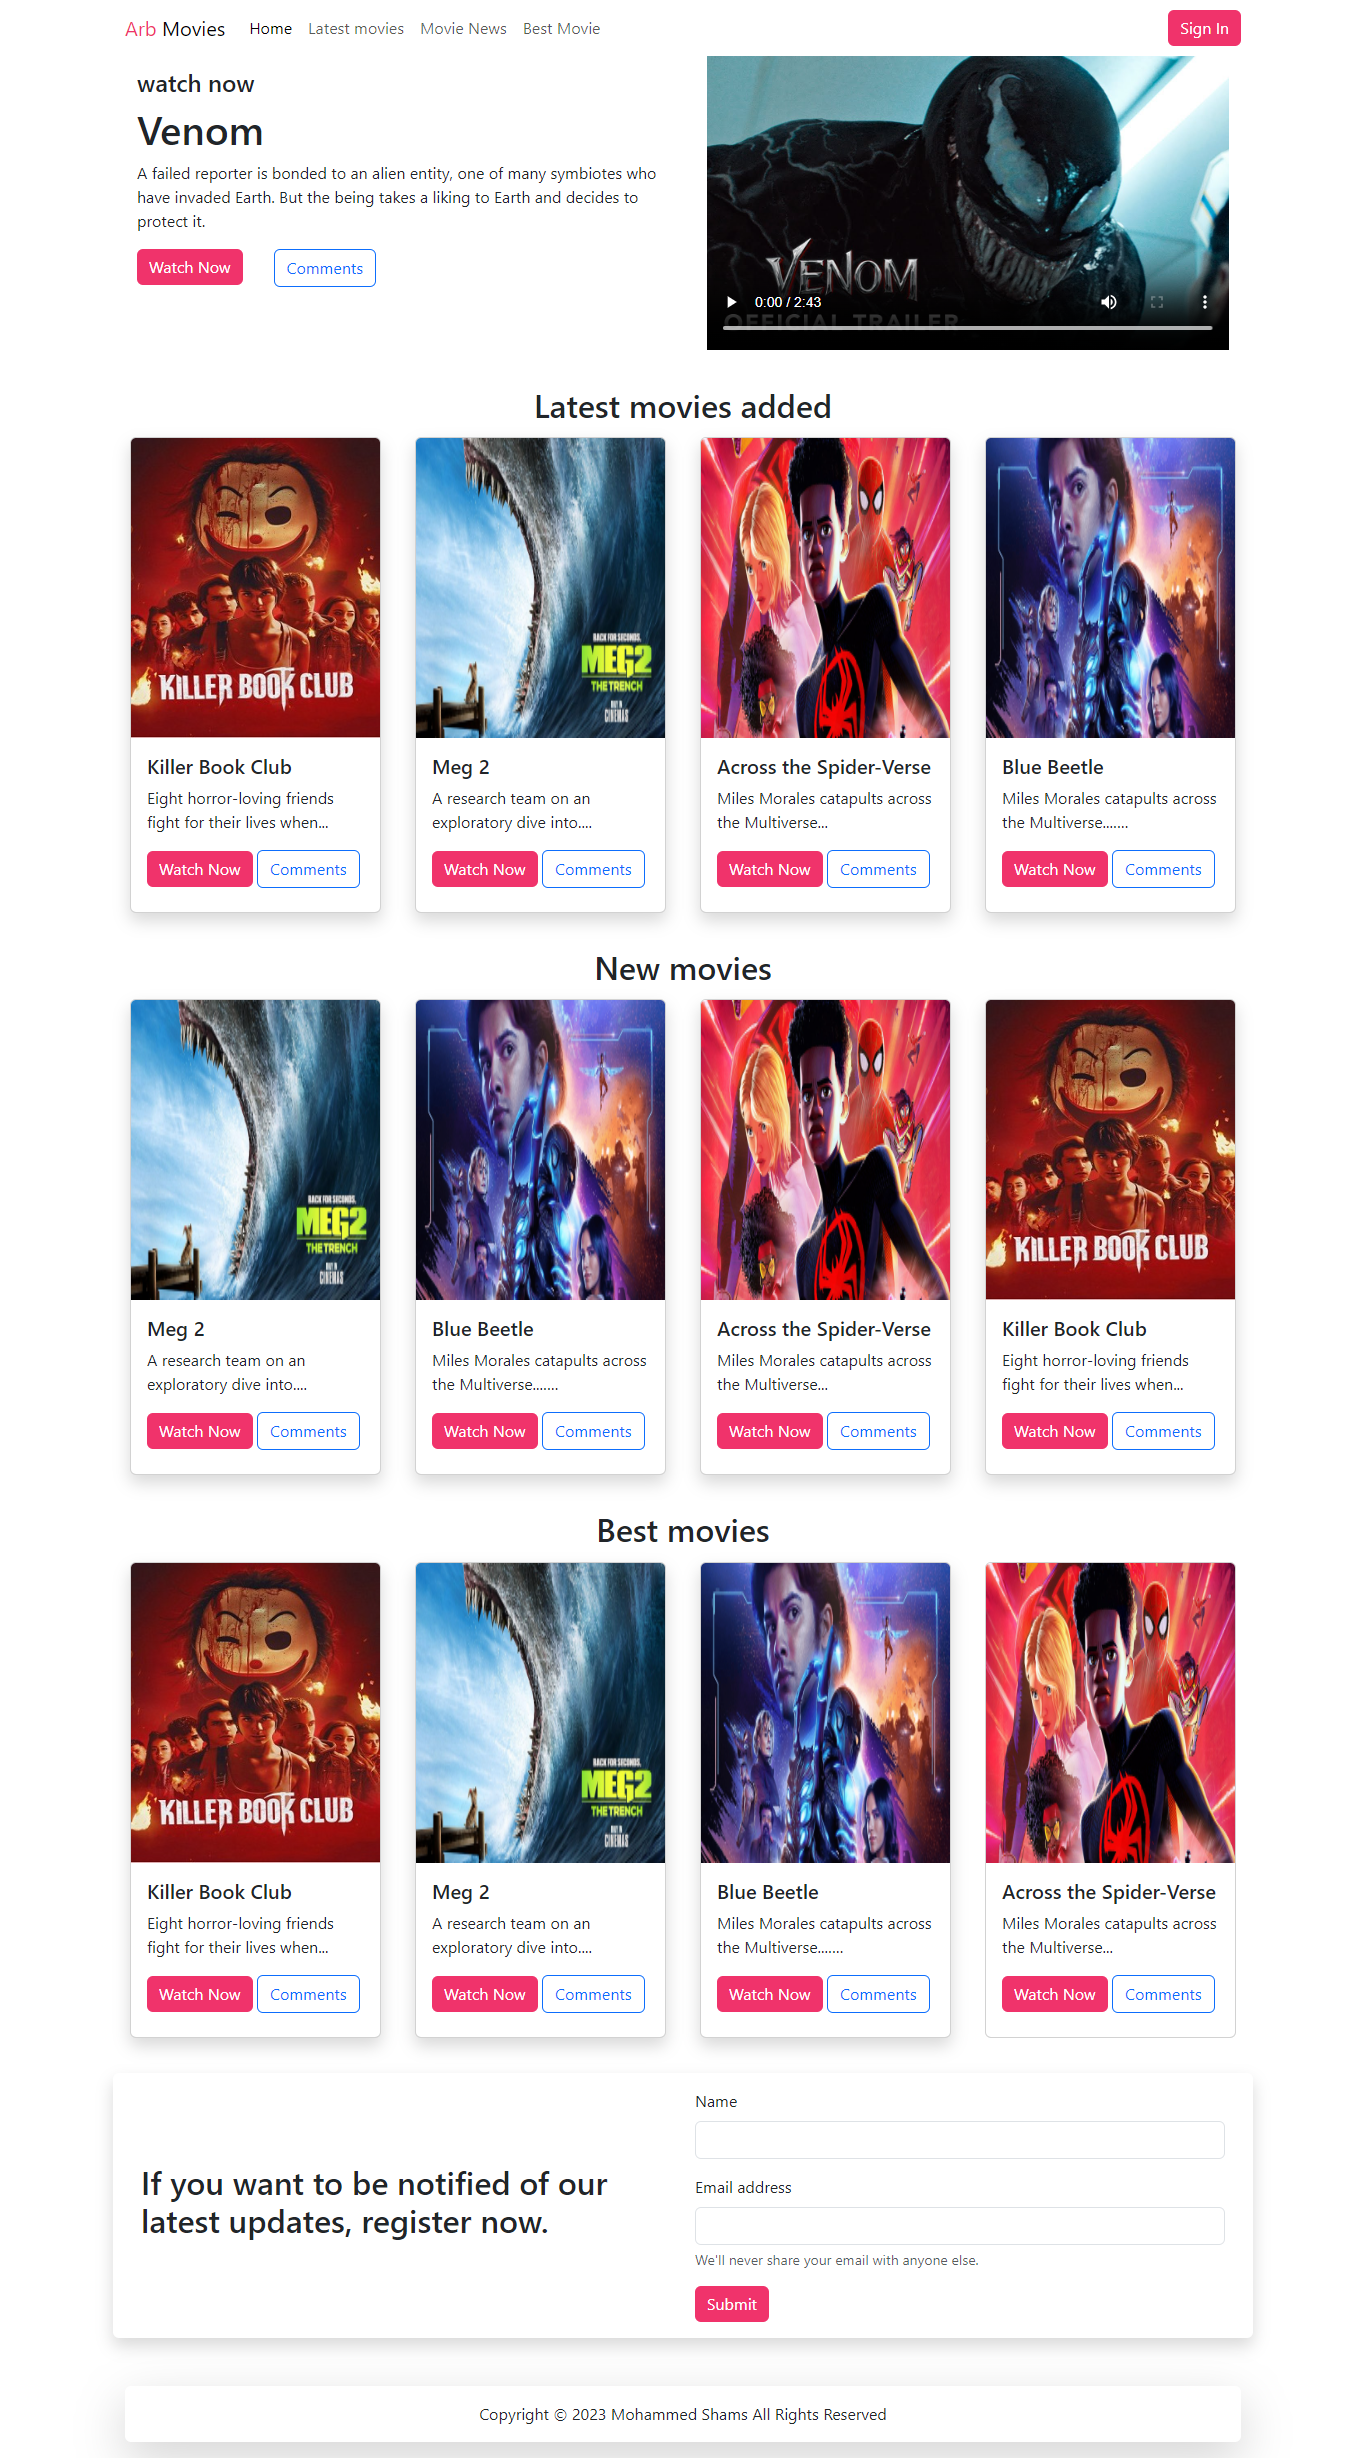 Arb Movies Home Latest movies Movie News Best Movie Sign In
watch now
Venom
A failed reporter is bonded to an alien entity, one of many symbiotes who
have invaded Earth. But the being takes a liking to Earth and decides to
protect it.
Watch Now Comments
VENOM
OFFICIAL TRAILER
0:00 / 2:43
Latest movies added
KILLER BOOK CLUB
BACK FOR SECONDS.
MEG2
THE TRENCH
ONLY IN
CINEMAS
Killer Book Club
Eight horror-loving friends
fight for their lives when...
Watch Now Comments
Meg 2
A research team on an
exploratory dive into....
Watch Now Comments
Across the Spider-Verse
Miles Morales catapults across
the Multiverse...
Watch Now Comments
Blue Beetle
Miles Morales catapults across
the Multiverse.......
Watch Now Comments
New movies
BACK FOR SECONDS.
MEG2
THE TRENCH
ONLY IN
CINEMAS
KILLER BOOK CLUB
Meg 2
A research team on an
exploratory dive into....
Watch Now Comments
Blue Beetle
Miles Morales catapults across
the Multiverse.......
Watch Now Comments
Across the Spider-Verse
Miles Morales catapults across
the Multiverse...
Watch Now Comments
Killer Book Club
Eight horror-loving friends
fight for their lives when...
Watch Now Comments
Best movies
KILLER BOOK CLUB
BACK FOR SECONDS.
MEG2
THE TRENCH
ONLY IN
CINEMAS
Killer Book Club
Eight horror-loving friends
fight for their lives when...
Watch Now Comments
Meg 2
A research team on an
exploratory dive into....
Watch Now Comments
Blue Beetle
Miles Morales catapults across
the Multiverse.......
Watch Now Comments
Across the Spider-Verse
Miles Morales catapults across
the Multiverse...
Watch Now Comments
If you want to be notified of our
latest updates, register now.
Name
Email address
We'll never share your email with anyone else.
Submit
Copyright © 2023 Mohammed Shams All Rights Reserved